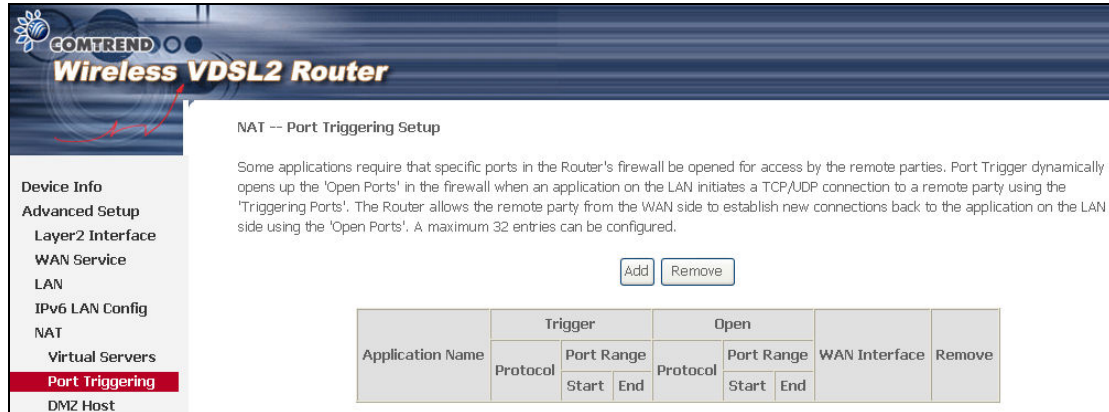 COMTREND
Wireless VDSL2 Router
NAT -- Port Triggering Setup
Some applications require that specific ports in the Router's firewall be opened for access by the remote parties. Port Trigger dynamically
opens up the 'Open Ports' in the firewall when an application on the LAN initiates a TCP/UDP connection to a remote party using the
'Triggering Ports'. The Router allows the remote party from the WAN side to establish new connections back to the application on the LAN
side using the 'Open Ports'. A maximum 32 entries can be configured.
Device Info
Advanced Setup
Layer2 Interface
WAN Service
LAN
IPv6 LAN Config
NAT
Virtual Servers
Port Triggering
DMZ Host
Add Remove
Trigger Open
Application Name Protocol Port Range Protocol Port Range WAN Interface Remove
Start End Start End